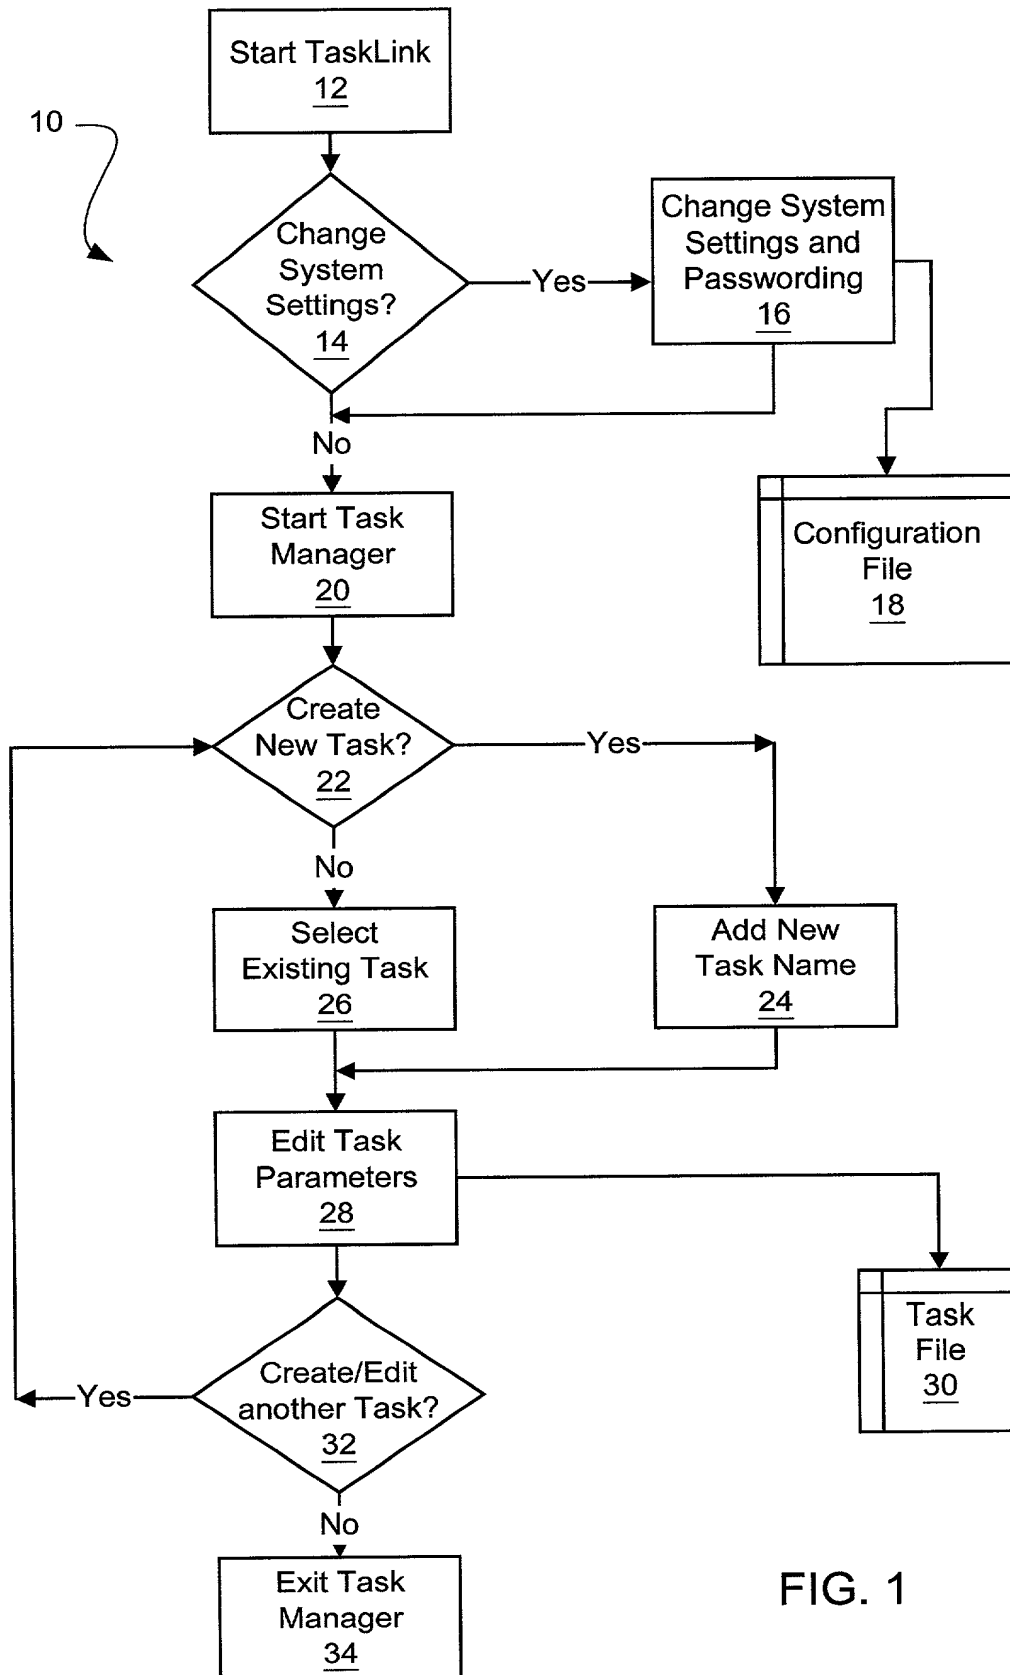 Start TaskLink
12
10
Change
System
Settings?
14
Yes
Change System
Settings and
Passwording
16
No
Configuration
File
18
Start Task
Manager
20
Create
New Task?
22
Yes
No
Select
Existing Task
26
Add New
Task Name
24
Edit Task
Parameters
28
Task
File
30
Create/Edit
another Task?
32
Yes
No
Exit Task
Manager
34
FIG. 1